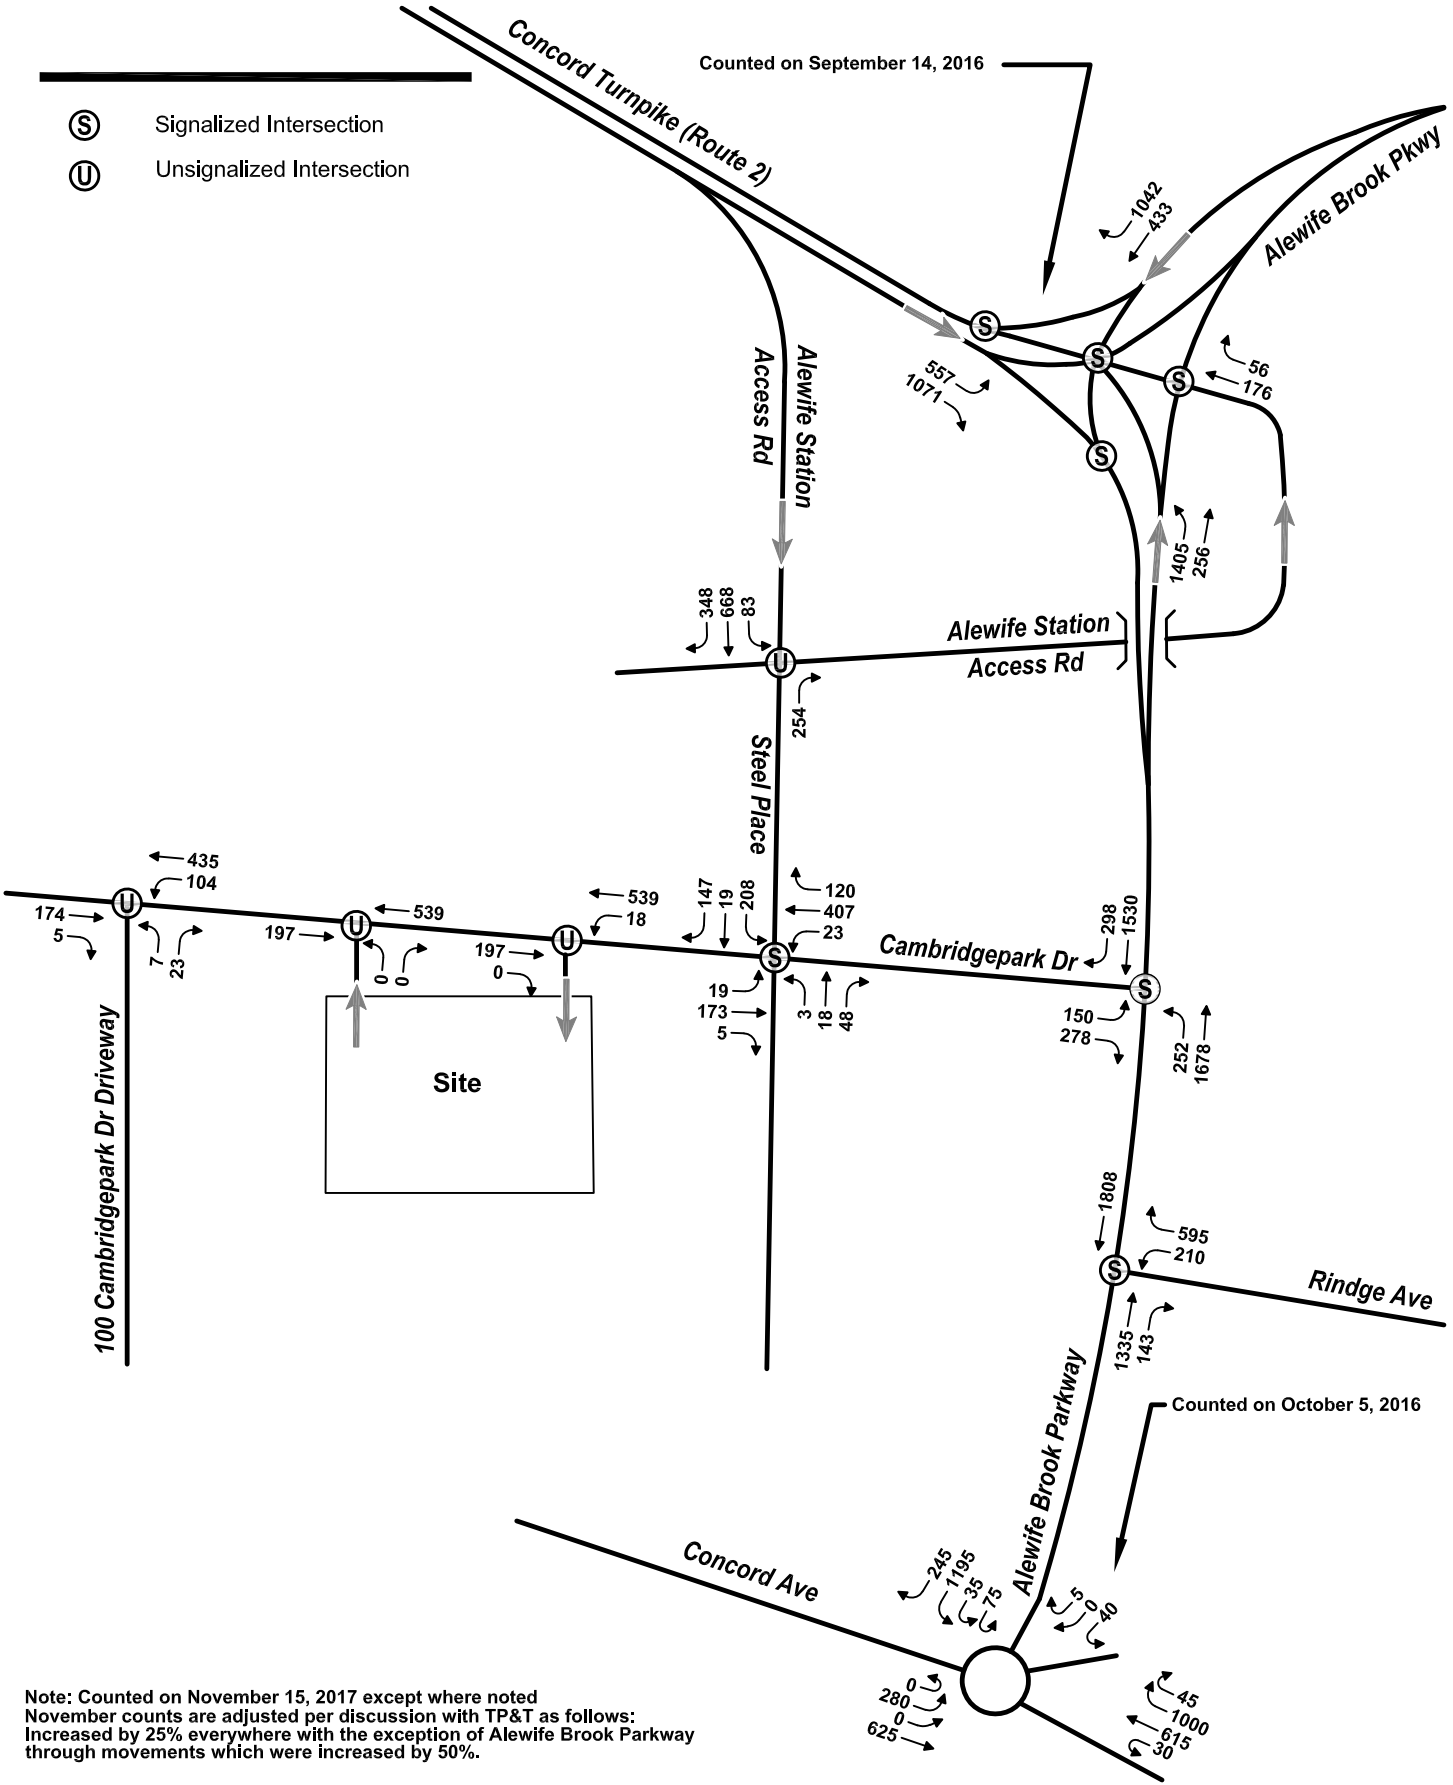 Concord Turnpike (Route 2)
Counted on September 14, 2016
S Signalized Intersection
U Unsignalized Intersection
Alewife Brook Pkwy
1042
433
S
S
S
S
56
176
557
1071
Alewife Station
Access Rd
1405
256
348
668
83
U
254
Alewife Station
Access Rd
Steel Place
435
104
U
174
5
7
23
539
U
197
0
0
539
18
U
197
0
147
19
208
120
407
23
S
19
173
5
3
18
48
Cambridgepark Dr
298
1530
S
150
278
252
1678
Site
100 Cambridgepark Dr Driveway
1808
595
210
S
Rindge Ave
1335
143
Alewife Brook Parkway
Counted on October 5, 2016
Concord Ave
245
1195
35
75
5
0
40
0
280
0
625
45
1000
615
30
Note: Counted on November 15, 2017 except where noted
November counts are adjusted per discussion with TP&T as follows:
Increased by 25% everywhere with the exception of Alewife Brook Parkway
through movements which were increased by 50%.